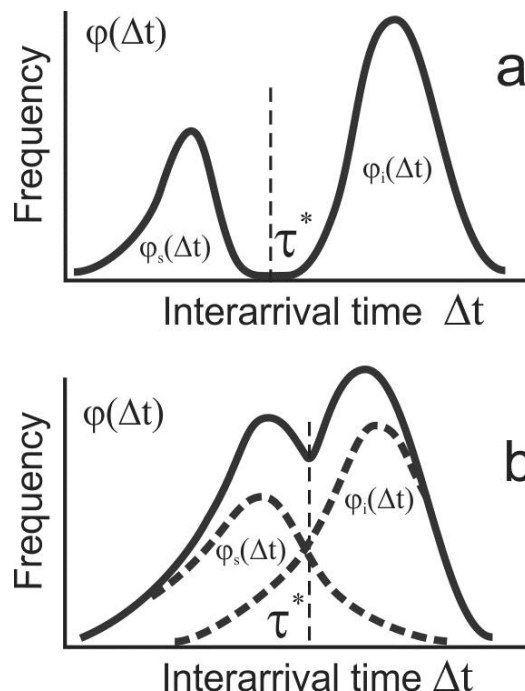 φ(Δt)
a
Frequency
φₛ(Δt)
φᵢ(Δt)
τ*
Interarrival time Δt
φ(Δt)
b
Frequency
φₛ(Δt)
φᵢ(Δt)
τ*
Interarrival time Δt